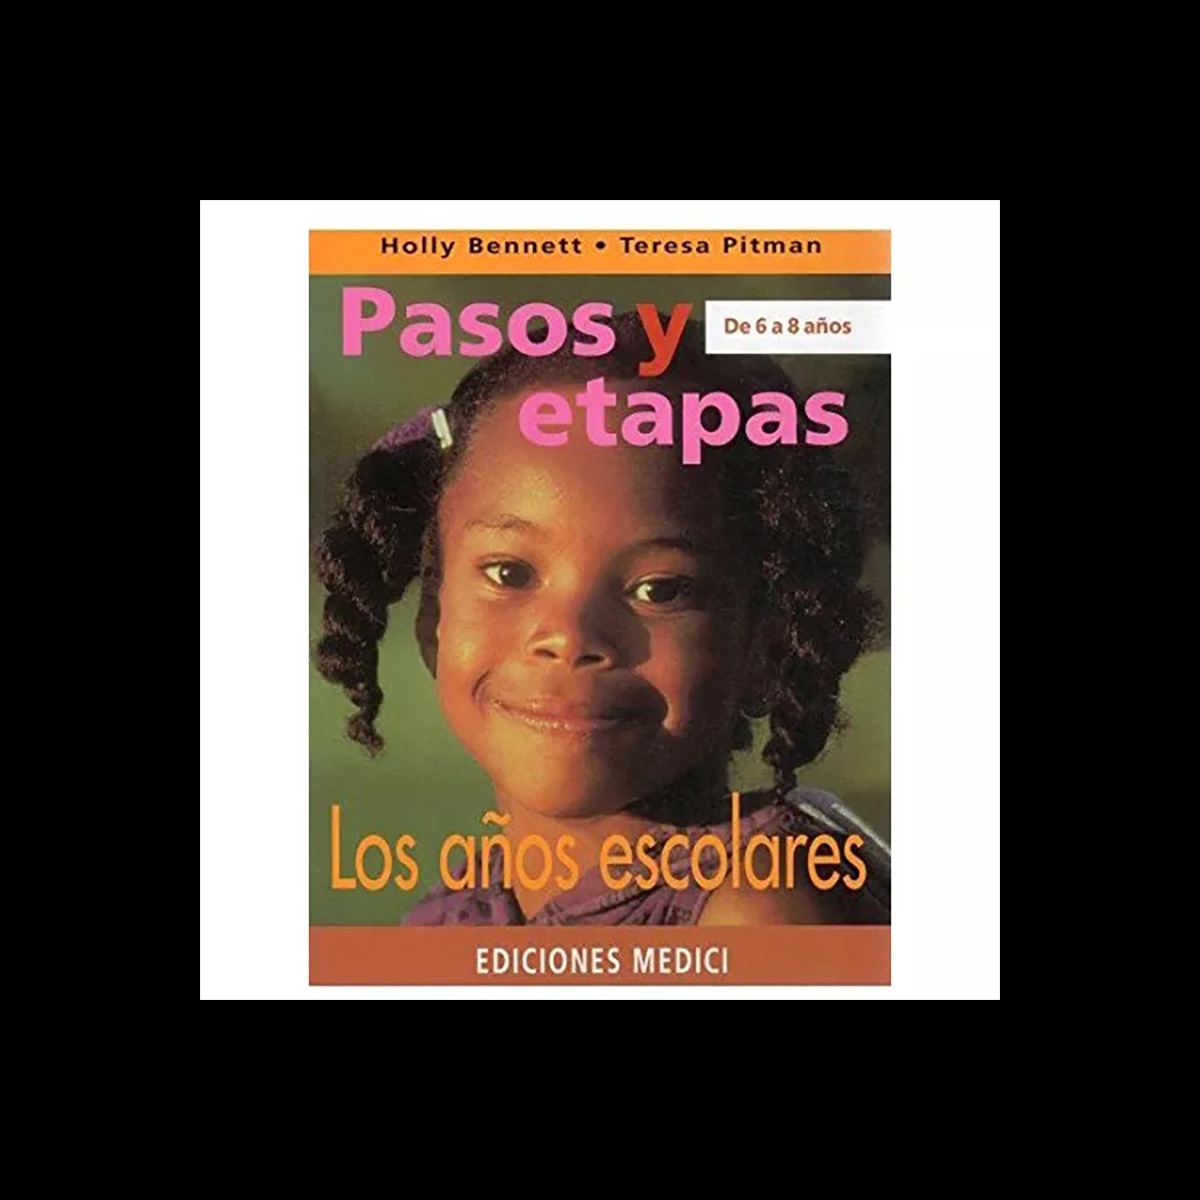 Holly Bennett • Teresa Pitman
Pasos y
De 6 a 8 años
etapas
Los años escolares
EDICIONES MEDICI